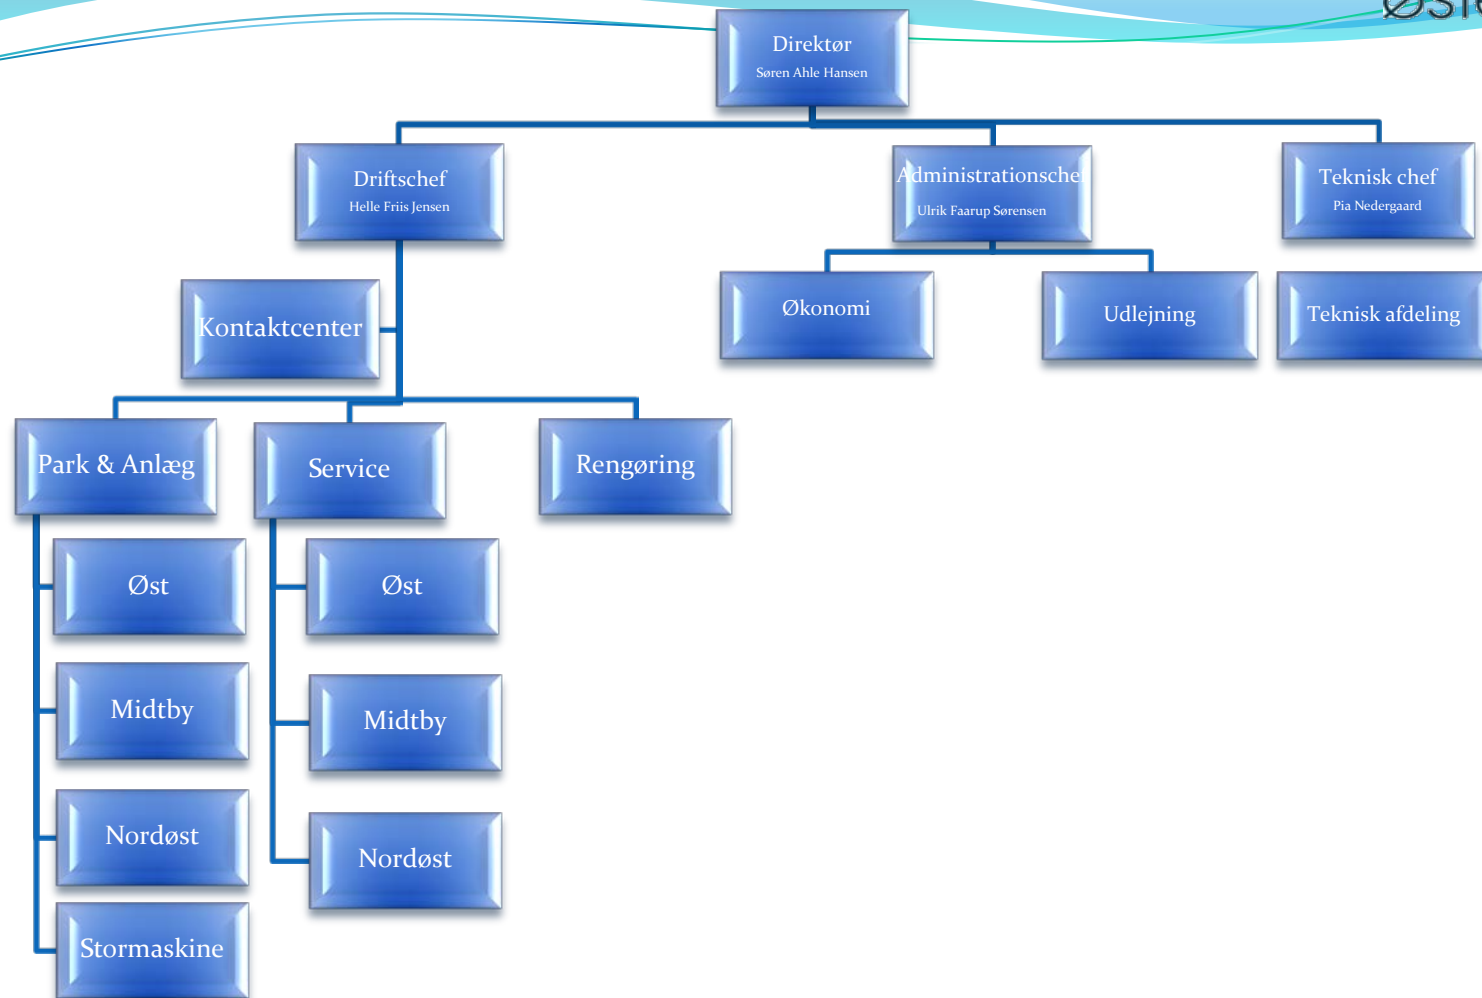 Direktør
Søren Ahle Hansen
Driftschef
Helle Friis Jensen
Administrationschef
Ulrik Faarup Sørensen
Teknisk chef
Pia Nedergaard
Kontaktcenter
Økonomi
Udlejning
Teknisk afdeling
Park & Anlæg
Service
Rengøring
Øst
Øst
Midtby
Midtby
Nordøst
Nordøst
Stormaskine